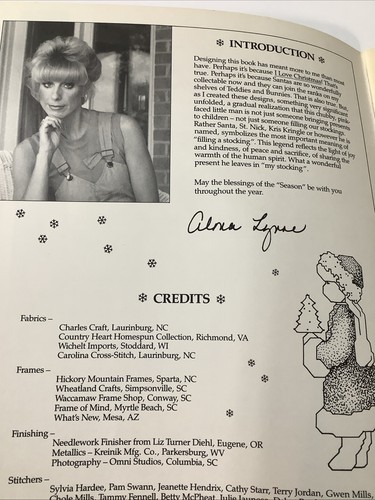 ❄ INTRODUCTION ❄
Designing this book has meant more to me than most
have. Perhaps it's because I Love Christmas! That's
true. Perhaps it's because Santas are so wonderfully
collectable now and they can join the ranks on my
shelves of Teddies and Bunnies. That is also true. But,
as I created these designs, something very significant
unfolded, a gradual realization that this chubby, pink-
faced little man is not just someone bringing presents
to children – not just someone filling our stockings.
Rather Santa, St. Nick, Kris Kringle or however he is
named, symbolizes the most important meaning of
"filling a stocking". This legend reflects the light of joy
and kindness, of peace and sacrifice, of sharing the
warmth of the human spirit. What a wonderful
present he leaves in "my stocking".
May the blessings of the "Season" be with you
throughout the year.
Alma Lynne
❄ CREDITS ❄
Fabrics –
Charles Craft, Laurinburg, NC
Country Heart Homespun Collection, Richmond, VA
Wichelt Imports, Stoddard, WI
Carolina Cross-Stitch, Laurinburg, NC
Frames –
Hickory Mountain Frames, Sparta, NC
Wheatland Crafts, Simpsonville, SC
Waccamaw Frame Shop, Conway, SC
Frame of Mind, Myrtle Beach, SC
What's New, Mesa, AZ
Finishing –
Needlework Finisher from Liz Turner Diehl, Eugene, OR
Metallics – Kreinik Mfg. Co., Parkersburg, WV
Photography – Omni Studios, Columbia, SC
Stitchers –
Sylvia Hardee, Pam Swann, Jeanette Hendrix, Cathy Starr, Terry Jordan, Gwen Mills,
Chole Mills, Tammy Fennell, Betty McPheat, Julie